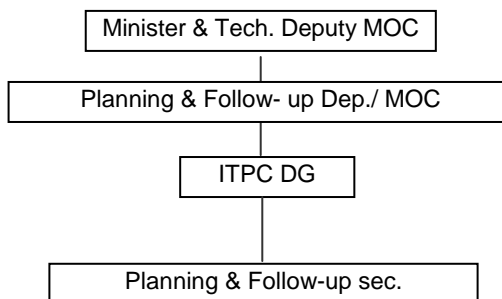 Minister & Tech. Deputy MOC
Planning & Follow- up Dep./ MOC
ITPC DG
Planning & Follow-up sec.